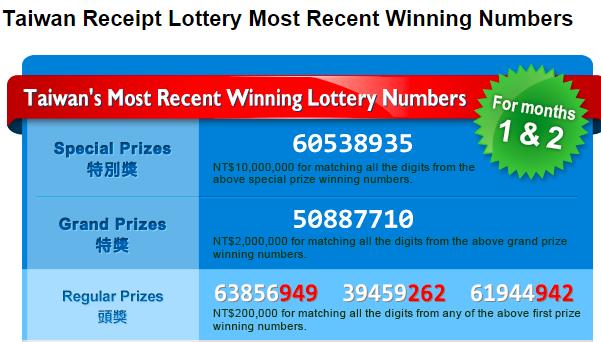 Taiwan Receipt Lottery Most Recent Winning Numbers
Taiwan's Most Recent Winning Lottery Numbers
For months
1 & 2
Special Prizes
特別獎
60538935
NT$10,000,000 for matching all the digits from the
above special prize winning numbers.
Grand Prizes
特獎
50887710
NT$2,000,000 for matching all the digits from the above grand prize
winning numbers.
Regular Prizes
頭獎
63856949 39459262 61944942
NT$200,000 for matching all the digits from any of the above first prize
winning numbers.